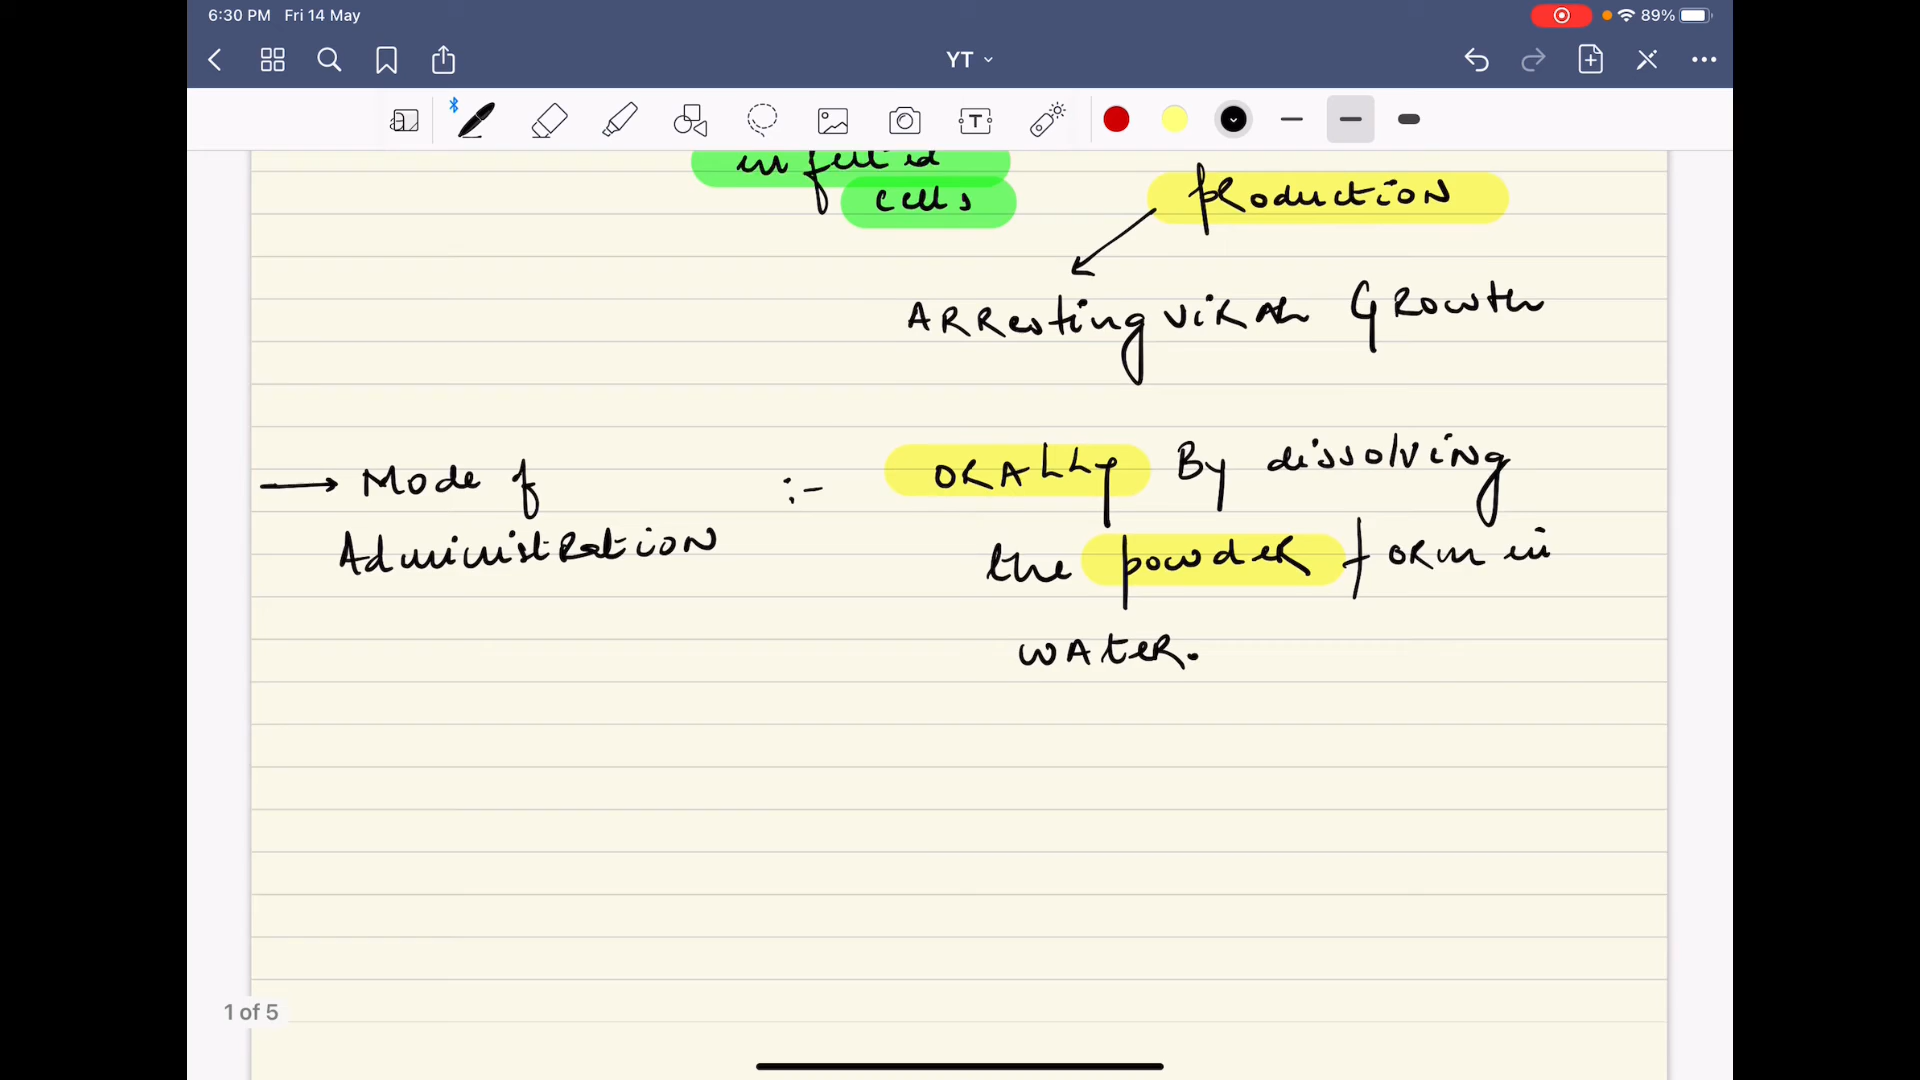 6:30 PM Fri 14 May
89%
YT
a
T
cells
production
Arresting viral Growth
→ Mode of :- ORALLy By dissolving
Administration the powder form in
water.
1 of 5